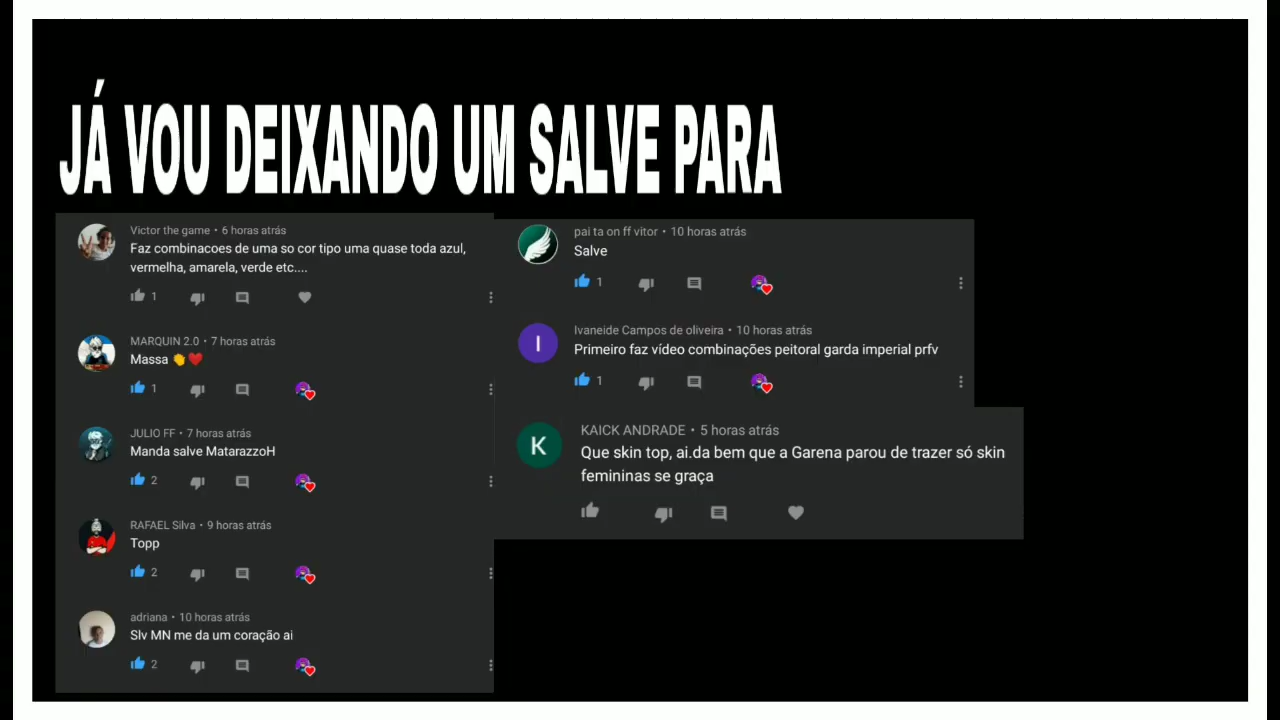 JÁ VOU DEIXANDO UM SALVE PARA
Victor the game • 6 horas atrás
Faz combinacoes de uma so cor tipo uma quase toda azul,
vermelha, amarela, verde etc....
1
MARQUIN 2.0 • 7 horas atrás
Massa 👏❤️
1
JULIO FF • 7 horas atrás
Manda salve MatarazzoH
2
RAFAEL Silva • 9 horas atrás
Topp
2
adriana • 10 horas atrás
Slv MN me da um coração ai
2
pai ta on ff vitor • 10 horas atrás
Salve
1
I
Ivaneide Campos de oliveira • 10 horas atrás
Primeiro faz vídeo combinações peitoral garda imperial prfv
1
K
KAICK ANDRADE • 5 horas atrás
Que skin top, ai.da bem que a Garena parou de trazer só skin
femininas se graça